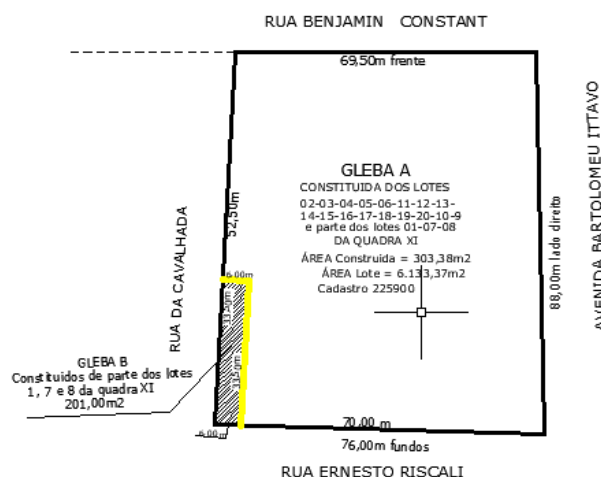 RUA BENJAMIN CONSTANT
69,50m frente
AVENIDA BARTOLOMEU ITTAVO
GLEBA A
CONSTITUIDA DOS LOTES
02-03-04-05-06-11-12-13-
14-15-16-17-18-19-20-10-9
e parte dos lotes 01-07-08
DA QUADRA XI
ÁREA Construida = 303,38m2
ÁREA Lote = 6.133,37m2
Cadastro 225900
52,50m
88,00m lado direito
RUA DA CAVALHADA
6.00m
GLEBA B
Constituidos de parte dos lotes
1, 7 e 8 da quadra XI
201,00m2
6.00m
70,00 m
76,00m fundos
RUA ERNESTO RISCALI